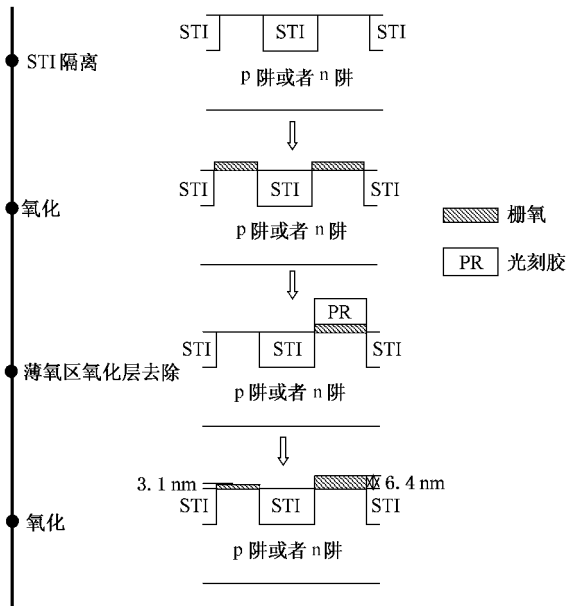 STI STI STI
STI隔离
p 阱或者 n 阱
STI STI STI
氧化
p 阱或者 n 阱
栅氧
PR 光刻胶
PR
STI STI STI
薄氧区氧化层去除
p 阱或者 n 阱
3.1 nm
6.4 nm
STI STI STI
氧化
p 阱或者 n 阱